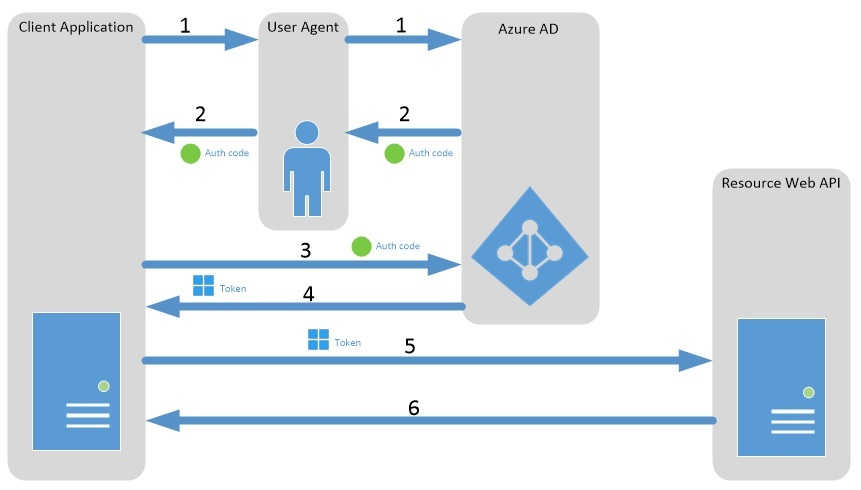 Client Application
1
User Agent
1
Azure AD
2
Auth code
2
Auth code
Resource Web API
3
Auth code
Token
4
Token
5
6